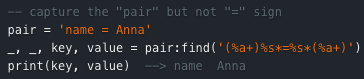 -- capture the "pair" but not "=" sign
pair = 'name = Anna'
_, _, key, value = pair:find('(%a+)%s*=%s*(%a+)')
print(key, value)  --> name  Anna